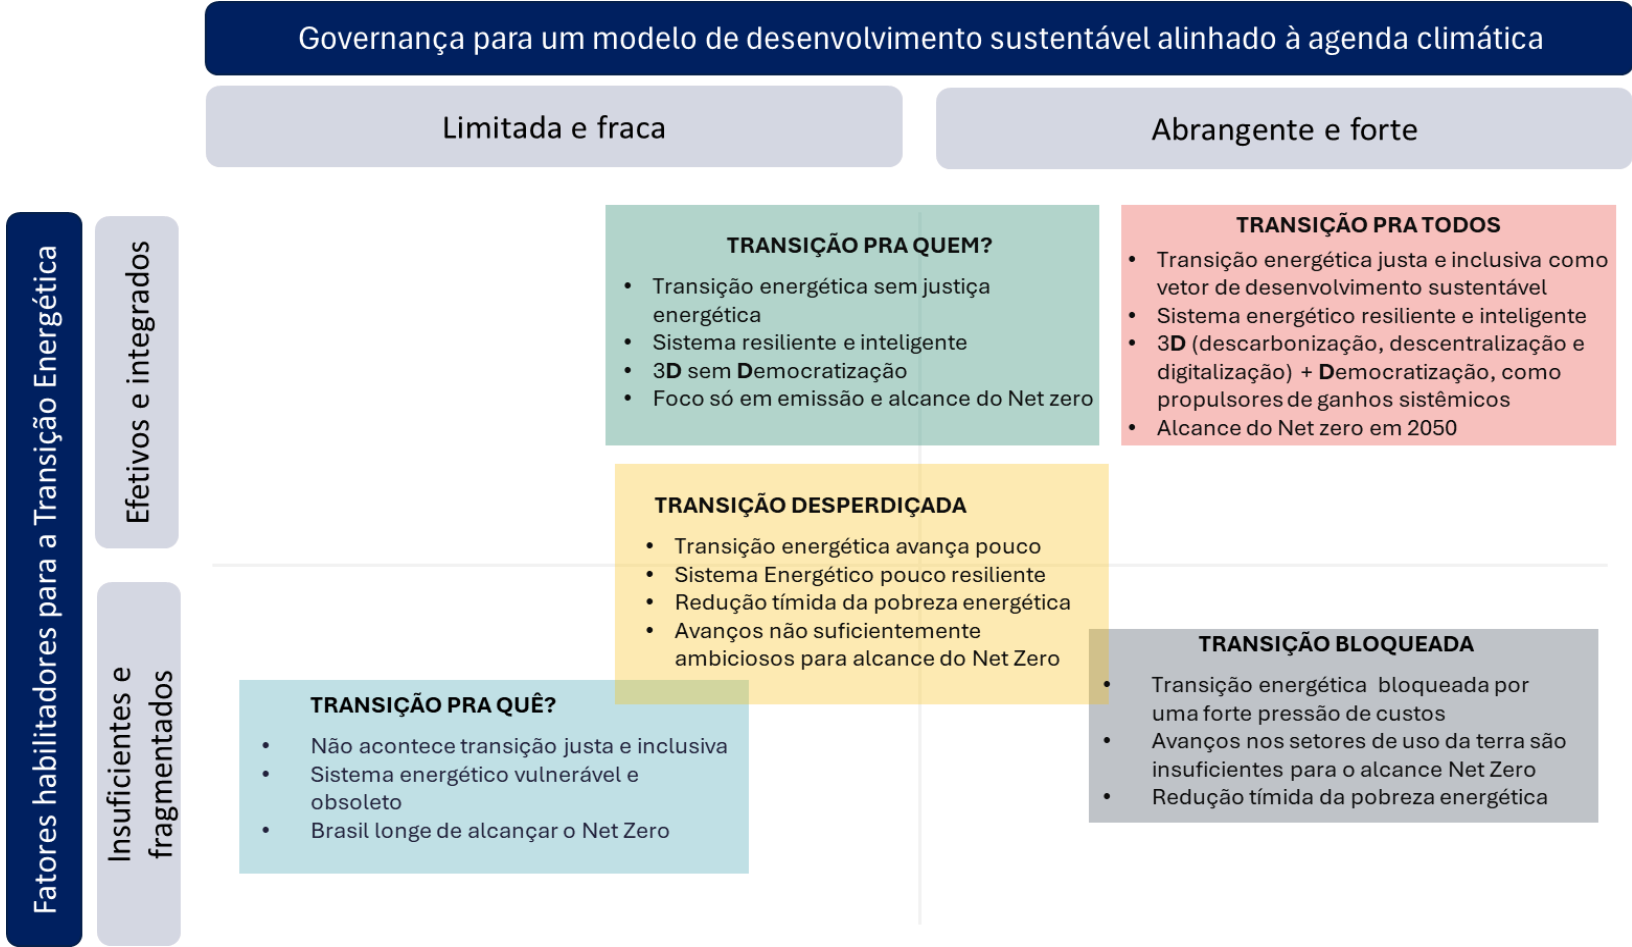 Governança para um modelo de desenvolvimento sustentável alinhado à agenda climática
Limitada e fraca
Abrangente e forte
Fatores habilitadores para a Transição Energética
Efetivos e integrados
Insuficientes e
fragmentados
TRANSIÇÃO PRA QUEM?
• Transição energética sem justiça
energética
• Sistema resiliente e inteligente
• 3D sem Democratização
• Foco só em emissão e alcance do Net zero
TRANSIÇÃO PRA TODOS
• Transição energética justa e inclusiva como
vetor de desenvolvimento sustentável
• Sistema energético resiliente e inteligente
• 3D (descarbonização, descentralização e
digitalização) + Democratização, como
propulsores de ganhos sistêmicos
• Alcance do Net zero em 2050
TRANSIÇÃO DESPERDIÇADA
• Transição energética avança pouco
• Sistema Energético pouco resiliente
• Redução tímida da pobreza energética
• Avanços não suficientemente
ambiciosos para alcance do Net Zero
TRANSIÇÃO PRA QUÊ?
• Não acontece transição justa e inclusiva
• Sistema energético vulnerável e
obsoleto
• Brasil longe de alcançar o Net Zero
TRANSIÇÃO BLOQUEADA
• Transição energética bloqueada por
uma forte pressão de custos
• Avanços nos setores de uso da terra são
insuficientes para o alcance Net Zero
• Redução tímida da pobreza energética